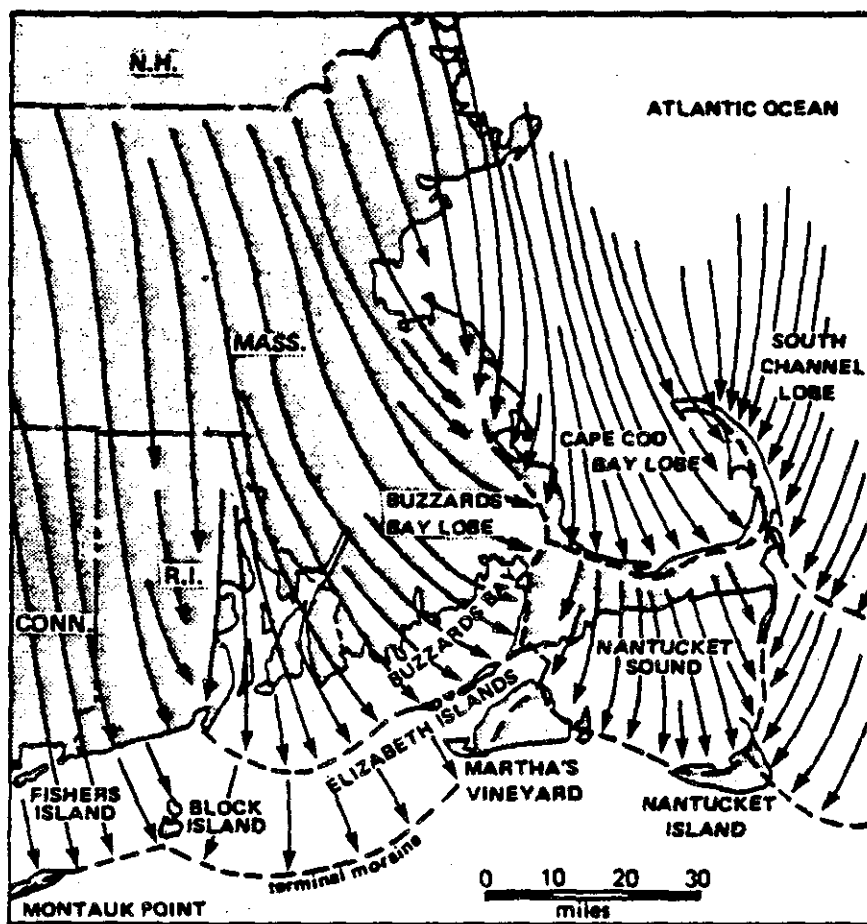 N.H.
ATLANTIC OCEAN
MASS.
SOUTH
CHANNEL
LOBE
CAPE COD
BAY LOBE
BUZZARDS
BAY LOBE
R.I.
CONN.
BUZZARDS BAY
NANTUCKET
SOUND
ELIZABETH ISLANDS
FISHERS
ISLAND
BLOCK
ISLAND
MARTHA'S
VINEYARD
NANTUCKET
ISLAND
terminal moraine
MONTAUK POINT
0 10 20 30
miles